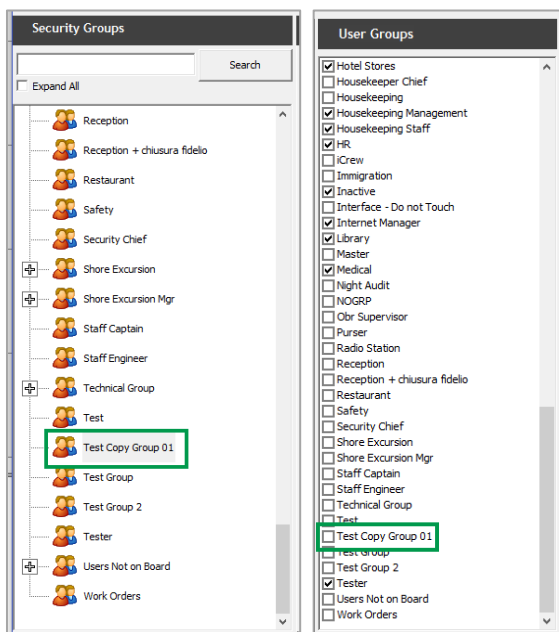 Security Groups
Search
Expand All
Reception
Reception + chiusura fidelio
Restaurant
Safety
Security Chief
Shore Excursion
Shore Excursion Mgr
Staff Captain
Staff Engineer
Technical Group
Test
Test Copy Group 01
Test Group
Test Group 2
Tester
Users Not on Board
Work Orders
User Groups
Hotel Stores
Housekeeper Chief
Housekeeping
Housekeeping Management
Housekeeping Staff
HR
iCrew
Immigration
Inactive
Interface - Do not Touch
Internet Manager
Library
Master
Medical
Night Audit
NOGRP
Obr Supervisor
Purser
Radio Station
Reception
Reception + chiusura fidelio
Restaurant
Safety
Security Chief
Shore Excursion
Shore Excursion Mgr
Staff Captain
Staff Engineer
Technical Group
Test
Test Copy Group 01
Test Group
Test Group 2
Tester
Users Not on Board
Work Orders